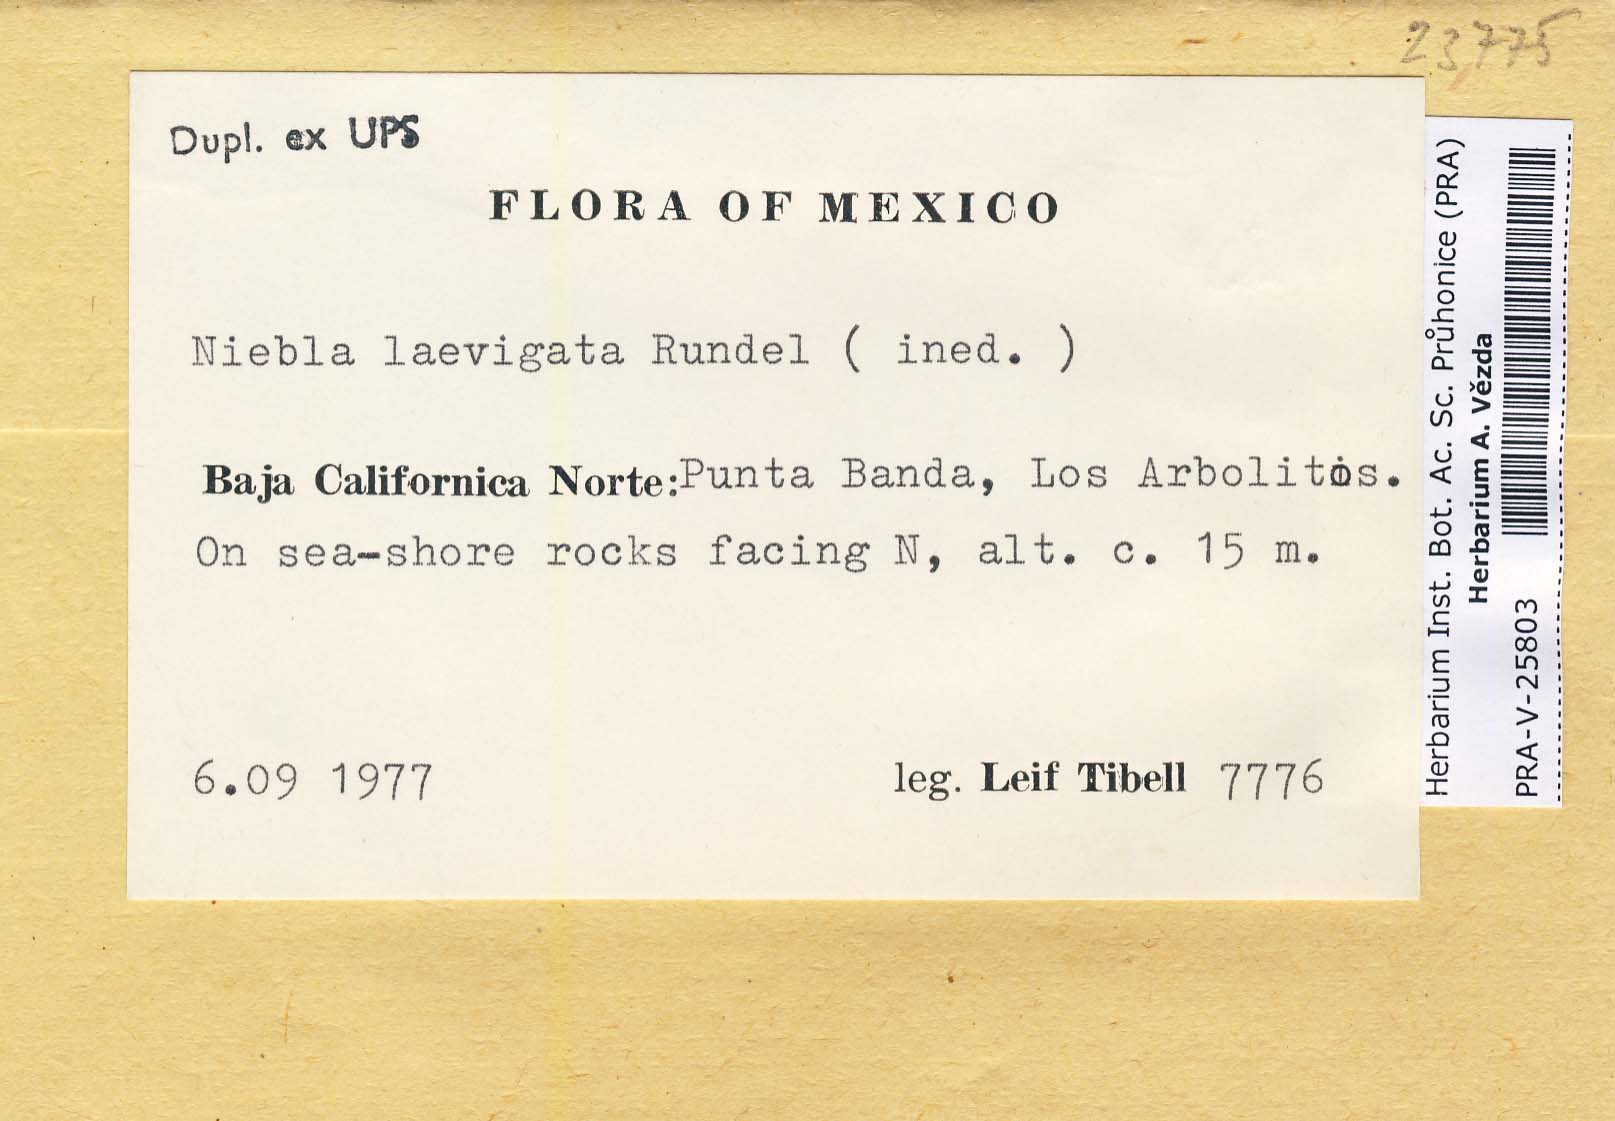 23,775
Dupl. ex UPS
FLORA OF MEXICO
Niebla laevigata Rundel ( ined. )
Baja Californica Norte: Punta Banda, Los Arbolitos.
On sea-shore rocks facing N, alt. c. 15 m.
6.09 1977
leg. Leif Tibell 7776
Herbarium Inst. Bot. Ac. Sc. Průhonice (PRA)
Herbarium A. Vězda
PRA-V-25803